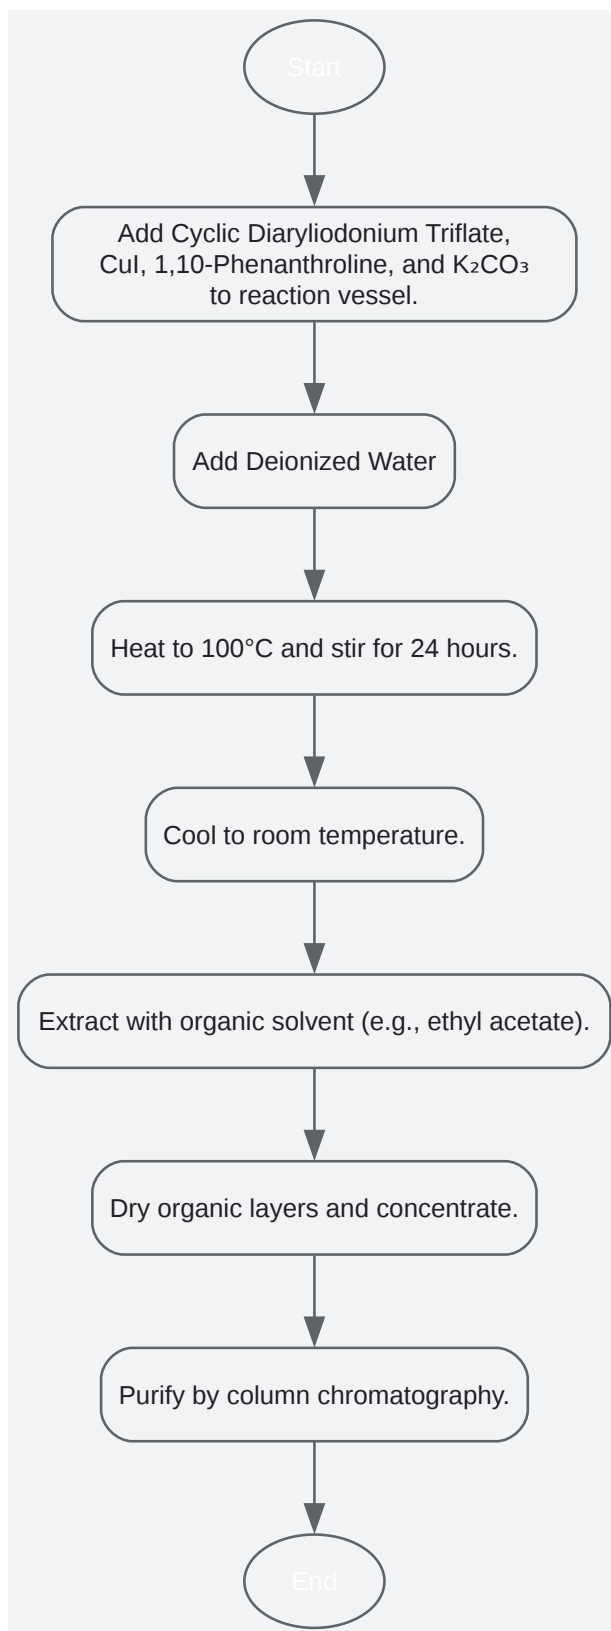 Start
Add Cyclic Diaryliodonium Triflate,
CuI, 1,10-Phenanthroline, and K₂CO₃
to reaction vessel.
Add Deionized Water
Heat to 100°C and stir for 24 hours.
Cool to room temperature.
Extract with organic solvent (e.g., ethyl acetate).
Dry organic layers and concentrate.
Purify by column chromatography.
End